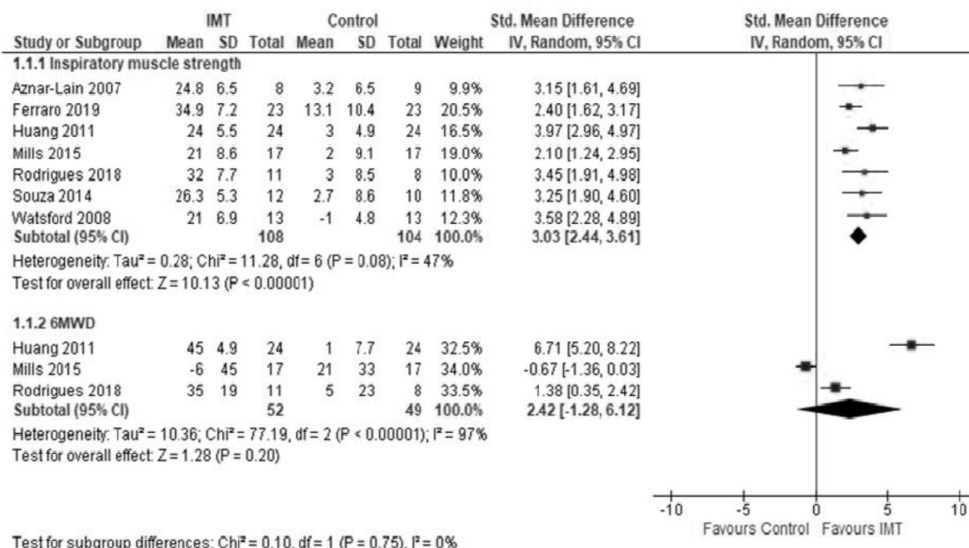 IMT Control Std. Mean Difference Std. Mean Difference
Study or Subgroup Mean SD Total Mean SD Total Weight IV, Random, 95% CI IV, Random, 95% CI
1.1.1 Inspiratory muscle strength
Aznar-Lain 2007 24.8 6.5 8 3.2 6.5 9 9.9% 3.15 [1.61, 4.69]
Ferraro 2019 34.9 7.2 23 13.1 10.4 23 20.5% 2.40 [1.62, 3.17]
Huang 2011 24 5.5 24 3 4.9 24 16.5% 3.97 [2.96, 4.97]
Mills 2015 21 8.6 17 2 9.1 17 19.0% 2.10 [1.24, 2.95]
Rodrigues 2018 32 7.7 11 3 8.5 8 10.0% 3.45 [1.91, 4.98]
Souza 2014 26.3 5.3 12 2.7 8.6 10 11.8% 3.25 [1.90, 4.60]
Watsford 2008 21 6.9 13 -1 4.8 13 12.3% 3.58 [2.28, 4.89]
Subtotal (95% CI) 108 104 100.0% 3.03 [2.44, 3.61]
Heterogeneity: Tau² = 0.28; Chi² = 11.28, df = 6 (P = 0.08); I² = 47%
Test for overall effect: Z = 10.13 (P < 0.00001)
1.1.2 6MWD
Huang 2011 45 4.9 24 1 7.7 24 32.5% 6.71 [5.20, 8.22]
Mills 2015 -6 45 17 21 33 17 34.0% -0.67 [-1.36, 0.03]
Rodrigues 2018 35 19 11 5 23 8 33.5% 1.38 [0.35, 2.42]
Subtotal (95% CI) 52 49 100.0% 2.42 [-1.28, 6.12]
Heterogeneity: Tau² = 10.36; Chi² = 77.19, df = 2 (P < 0.00001); I² = 97%
Test for overall effect: Z = 1.28 (P = 0.20)
-10 -5 0 5 10
Favours Control Favours IMT
Test for subgroup differences: Chi² = 0.10, df = 1 (P = 0.75), I² = 0%